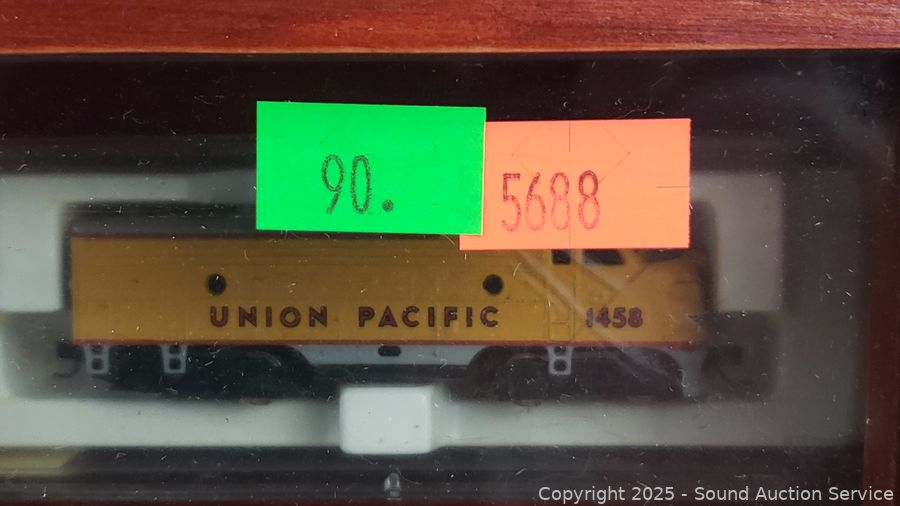 90.
5688
UNION PACIFIC 1458
Copyright 2025 - Sound Auction Service